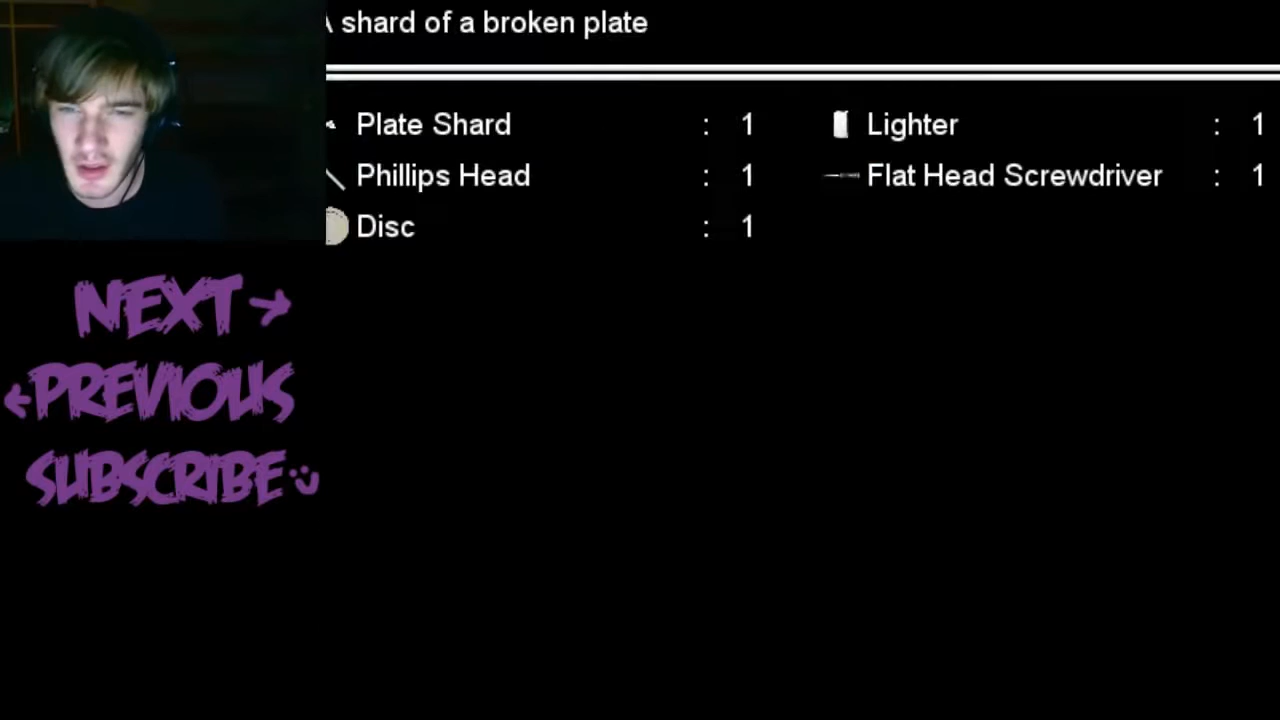 A shard of a broken plate
Plate Shard : 1 Lighter : 1
Phillips Head : 1 Flat Head Screwdriver : 1
Disc : 1
NEXT
PREVIOUS
SUBSCRIBE